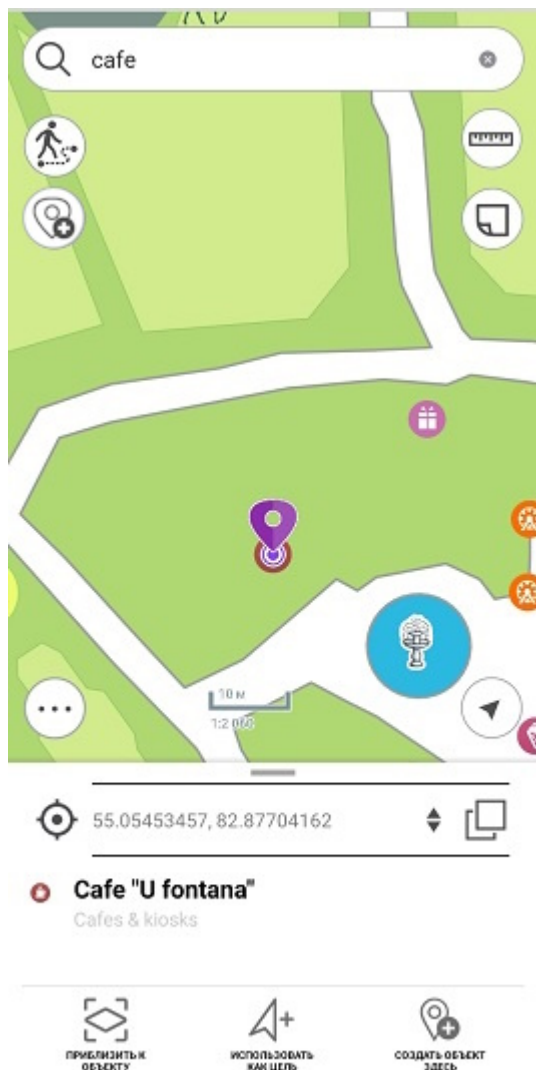 cafe
10 м
55.05453457, 82.87704162
Cafe "U fontana"
Cafes & kiosks
ПРИБЛИЗИТЬ К
ОБЪЕКТУ
ИСПОЛЬЗОВАТЬ
КАК ЦЕЛЬ
СОЗДАТЬ ОБЪЕКТ
ЗДЕСЬ